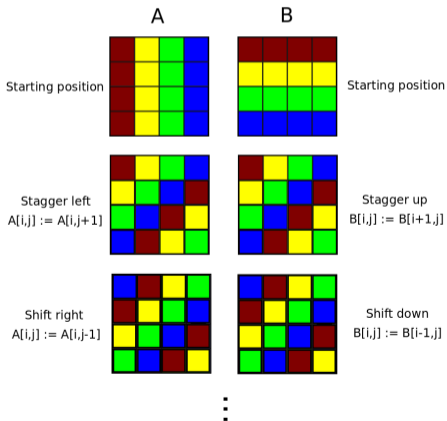 A B
Starting position Starting position
Stagger left Stagger up
A[i,j] := A[i,j+1] B[i,j] := B[i+1,j]
Shift right Shift down
A[i,j] := A[i,j-1] B[i,j] := B[i-1,j]